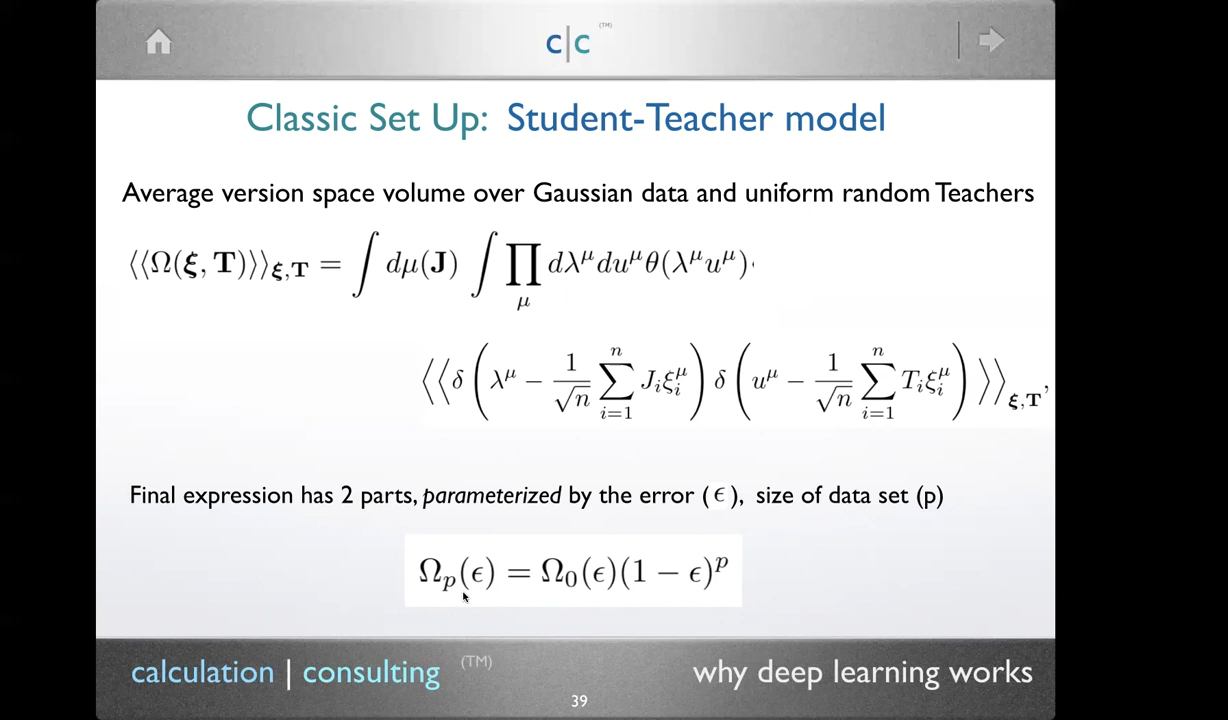 c|c (TM)
Classic Set Up: Student-Teacher model
Average version space volume over Gaussian data and uniform random Teachers
⟨⟨Ω(ξ, T)⟩⟩_{ξ,T} = ∫ dμ(J) ∫ ∏_μ dλ^μ du^μ θ(λ^μ u^μ)·
⟨⟨δ(λ^μ − 1/√n ∑_{i=1}^{n} J_i ξ_i^μ) δ(u^μ − 1/√n ∑_{i=1}^{n} T_i ξ_i^μ)⟩⟩_{ξ,T},
Final expression has 2 parts, parameterized by the error (ϵ), size of data set (p)
Ω_p(ϵ) = Ω_0(ϵ)(1 − ϵ)^p
calculation | consulting (TM) why deep learning works
39